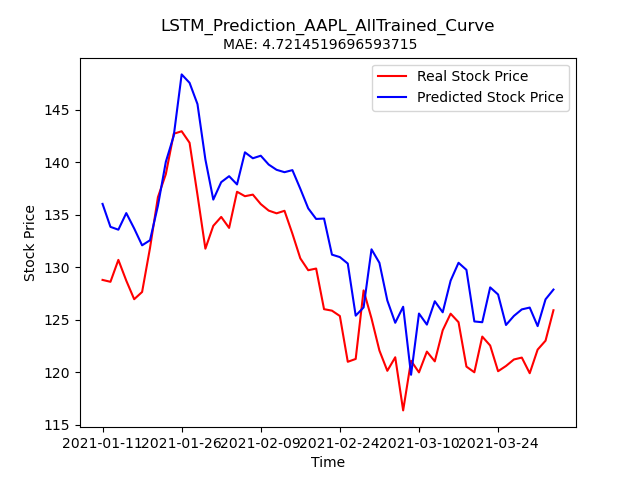 LSTM_Prediction_AAPL_AllTrained_Curve
MAE: 4.7214519696593715
Real Stock Price
Predicted Stock Price
145
140
135
130
125
120
115
Stock Price
2021-01-11 2021-01-26 2021-02-09 2021-02-24 2021-03-10 2021-03-24
Time